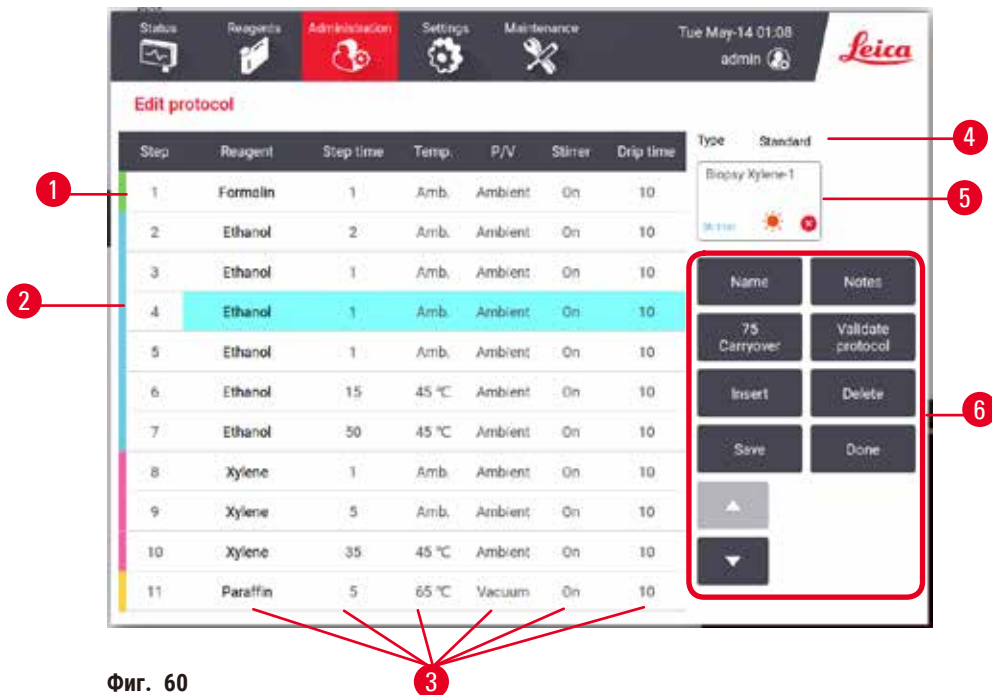 Status Reagents Administration Settings Maintenance
Tue May-14 01:08
admin
Leica
Edit protocol
Step Reagent Step time Temp. P/V Stirrer Drip time
1 Formalin 1 Amb. Ambient On 10
2 Ethanol 2 Amb. Ambient On 10
3 Ethanol 1 Amb. Ambient On 10
4 Ethanol 1 Amb. Ambient On 10
5 Ethanol 1 Amb. Ambient On 10
6 Ethanol 15 45 °C Ambient On 10
7 Ethanol 50 45 °C Ambient On 10
8 Xylene 1 Amb. Ambient On 10
9 Xylene 5 Amb. Ambient On 10
10 Xylene 35 45 °C Ambient On 10
11 Paraffin 5 65 °C Vacuum On 10
Type Standard
Biopsy Xylene-1
Name Notes
75
Carryover
Validate
protocol
Insert Delete
Save Done
1
2
3
4
5
6
Фиг. 60